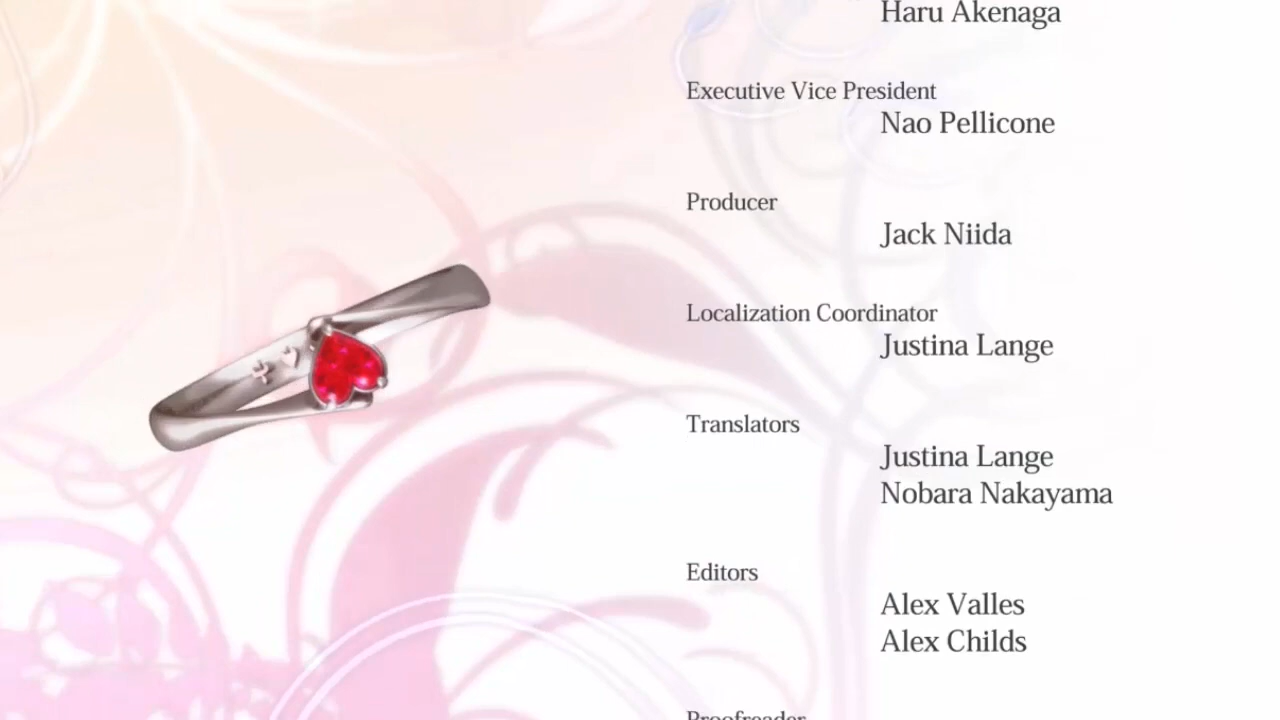 Haru Akenaga
Executive Vice President
Nao Pellicone
Producer
Jack Niida
Localization Coordinator
Justina Lange
Translators
Justina Lange
Nobara Nakayama
Editors
Alex Valles
Alex Childs
Proofreader